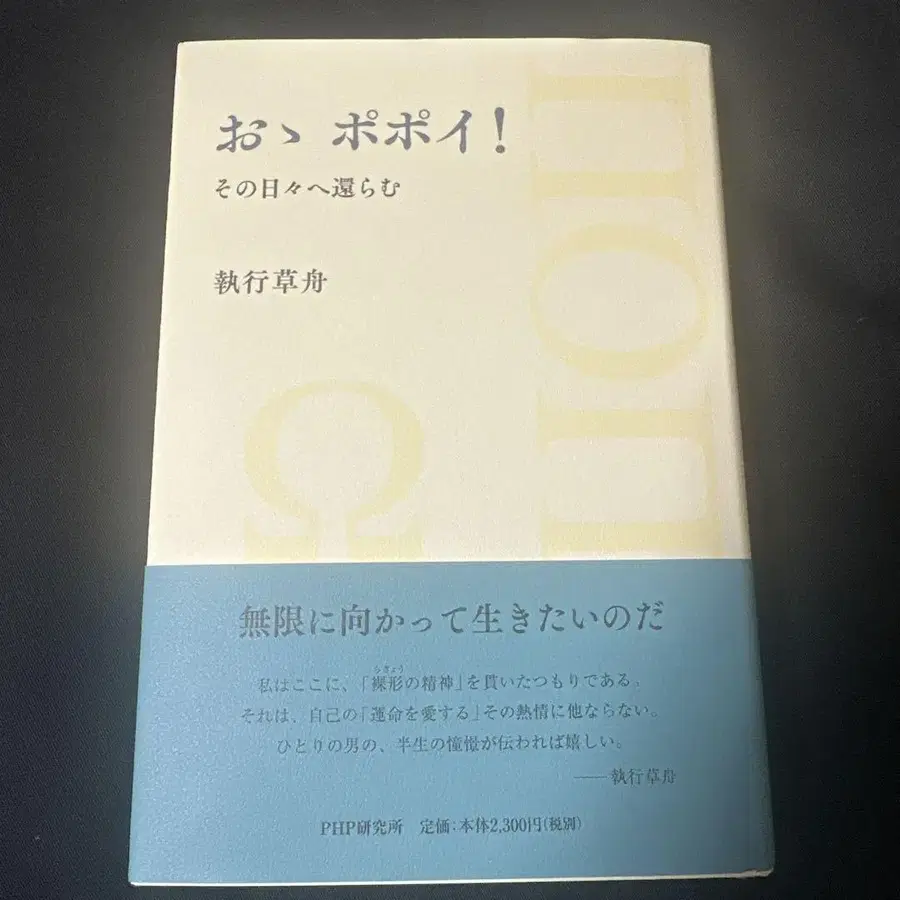 おゝ ポポイ!
その日々へ還らむ
執行草舟
無限に向かって生きたいのだ
私はここに、「裸形の精神」を貫いたつもりである。
それは、自己の「運命を愛する」その熱情に他ならない。
ひとりの男の、半生の憧憬が伝われば嬉しい。
——執行草舟
PHP研究所 定価:本体2,300円(税別)